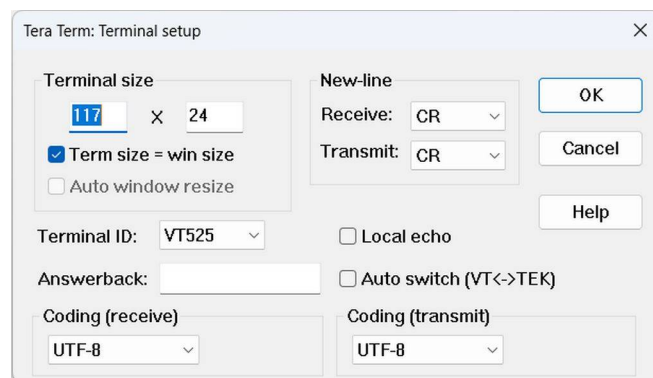 Tera Term: Terminal setup
Terminal size
117 X 24
Term size = win size
Auto window resize
New-line
Receive: CR
Transmit: CR
OK
Cancel
Help
Terminal ID: VT525
Local echo
Answerback:
Auto switch (VT<->TEK)
Coding (receive)
UTF-8
Coding (transmit)
UTF-8